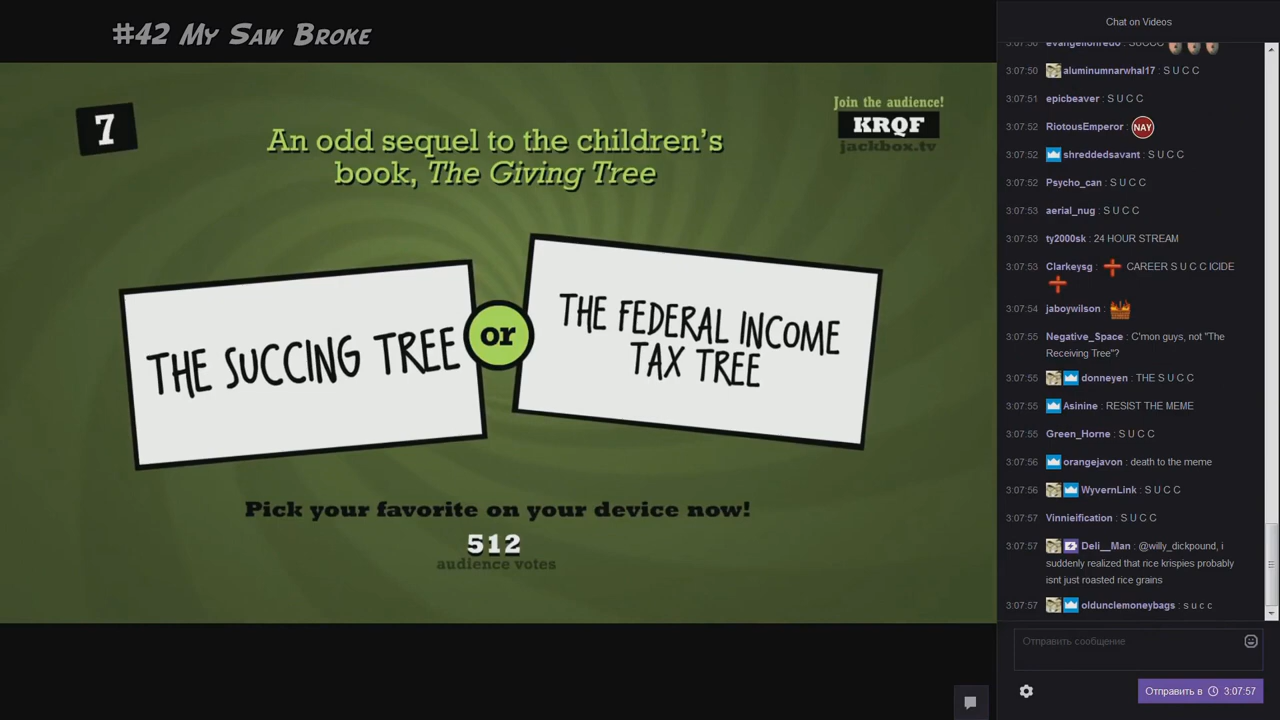 #42 My Saw Broke
7
An odd sequel to the children's
book, The Giving Tree
Join the audience!
KRQF
jackbox.tv
THE SUCCING TREE
or
THE FEDERAL INCOME
TAX TREE
Pick your favorite on your device now!
512
audience votes
Chat on Videos
3:07:50 evangelionredo : SUCCC
3:07:50 aluminumnarwhal17 : S U C C
3:07:51 epicbeaver : S U C C
3:07:52 RiotousEmperor : NAY
3:07:52 shreddedsavant : S U C C
3:07:52 Psycho_can : S U C C
3:07:53 aerial_nug : S U C C
3:07:53 ty2000sk : 24 HOUR STREAM
3:07:53 Clarkeysg : CAREER S U C C ICIDE
3:07:54 jaboywilson :
3:07:55 Negative_Space : C'mon guys, not "The
Receiving Tree"?
3:07:55 donneyen : THE S U C C
3:07:55 Asinine : RESIST THE MEME
3:07:55 Green_Horne : S U C C
3:07:56 orangejavon : death to the meme
3:07:56 WyvernLink : S U C C
3:07:57 Vinnieification : S U C C
3:07:57 Deli__Man : @willy_dickpound, i
suddenly realized that rice krispies probably
isnt just roasted rice grains
3:07:57 oldunclemoneybags : s u c c
Отправить сообщение
Отправить в 3:07:57